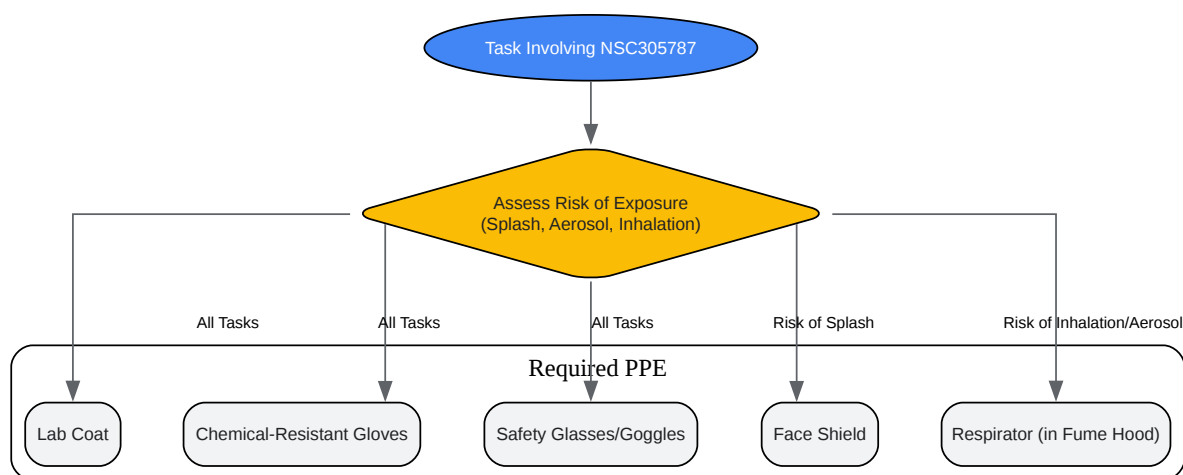 Task Involving NSC305787
Assess Risk of Exposure
(Splash, Aerosol, Inhalation)
All Tasks
All Tasks
All Tasks
Risk of Splash
Risk of Inhalation/Aerosol
Required PPE
Lab Coat
Chemical-Resistant Gloves
Safety Glasses/Goggles
Face Shield
Respirator (in Fume Hood)